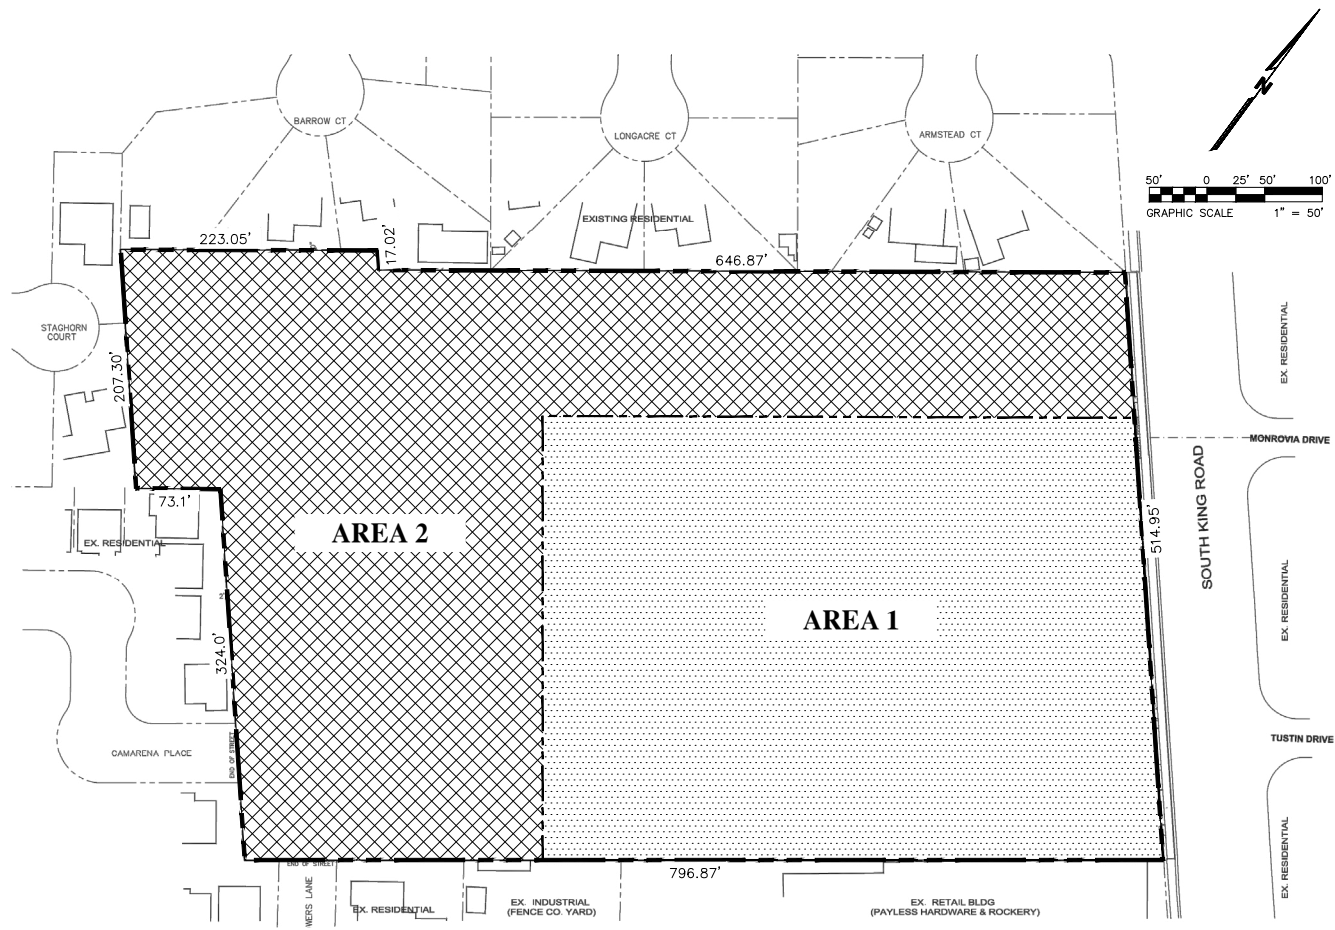 N
50' 0 25' 50' 100'
GRAPHIC SCALE 1" = 50'
BARROW CT
LONGACRE CT
ARMSTEAD CT
EXISTING RESIDENTIAL
223.05'
17.02'
646.87'
STAGHORN
COURT
207.30'
73.1'
EX. RESIDENTIAL
324.0'
CAMARENA PLACE
END OF STREET
AREA 2
AREA 1
514.95'
SOUTH KING ROAD
EX. RESIDENTIAL
MONROVIA DRIVE
EX. RESIDENTIAL
TUSTIN DRIVE
EX. RESIDENTIAL
796.87'
END OF STREET
WERS LANE
EX. RESIDENTIAL
EX. INDUSTRIAL
(FENCE CO. YARD)
EX. RETAIL BLDG
(PAYLESS HARDWARE & ROCKERY)